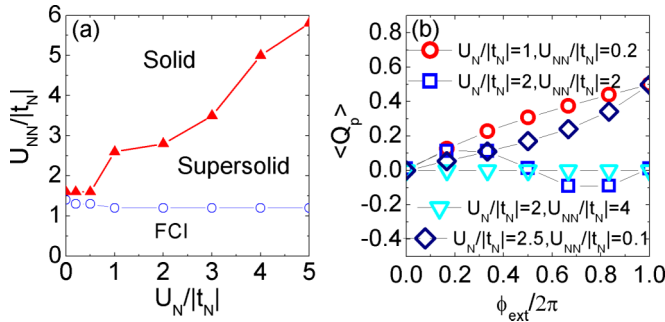 (a)
Solid
Supersolid
FCI
U_NN/|t_N|
6
5
4
3
2
1
0
0 1 2 3 4 5
U_N/|t_N|
(b)
U_N/|t_N|=1,U_NN/|t_N|=0.2
U_N/|t_N|=2,U_NN/|t_N|=2
U_N/|t_N|=2,U_NN/|t_N|=4
U_N/|t_N|=2.5,U_NN/|t_N|=0.1
<Q_p>
0.8
0.6
0.4
0.2
0.0
-0.2
-0.4
0.0 0.2 0.4 0.6 0.8 1.0
ϕ_ext/2π